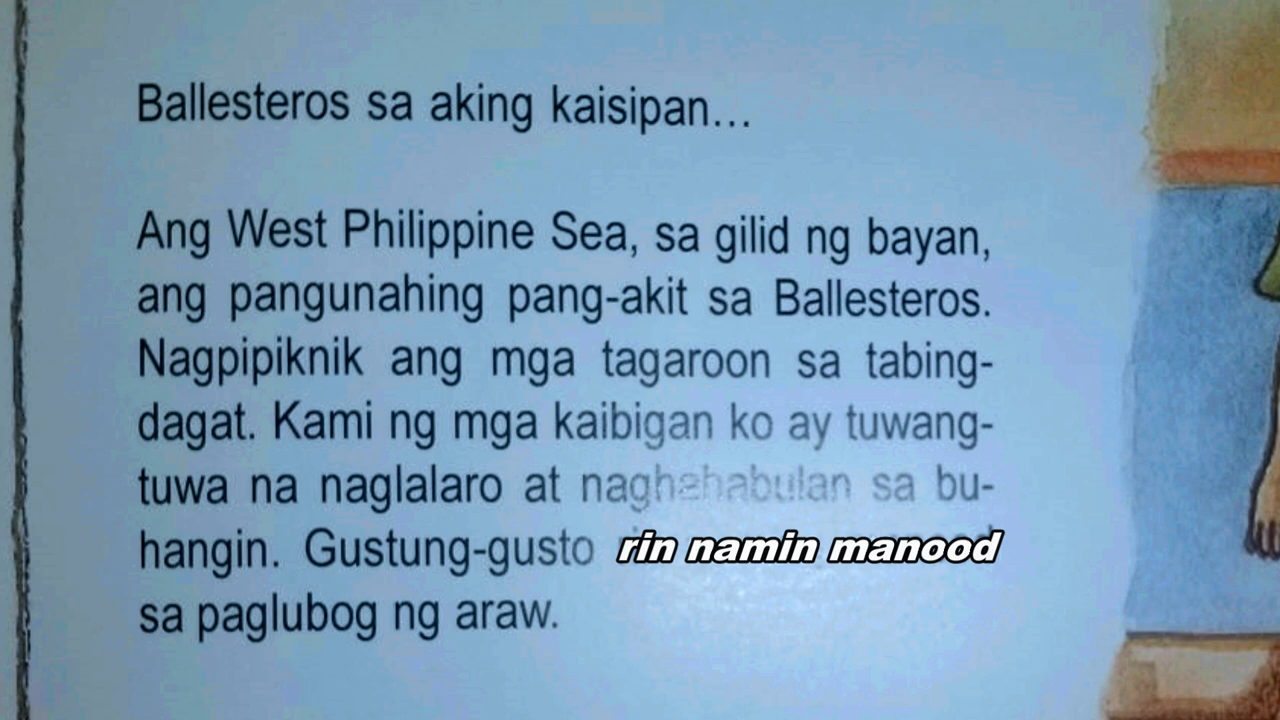 Ballesteros sa aking kaisipan...
Ang West Philippine Sea, sa gilid ng bayan,
ang pangunahing pang-akit sa Ballesteros.
Nagpipiknik ang mga tagaroon sa tabing-
dagat. Kami ng mga kaibigan ko ay tuwang-
tuwa na naglalaro at naghahabulan sa bu-
hangin. Gustung-gusto rin namin manood
sa paglubog ng araw.